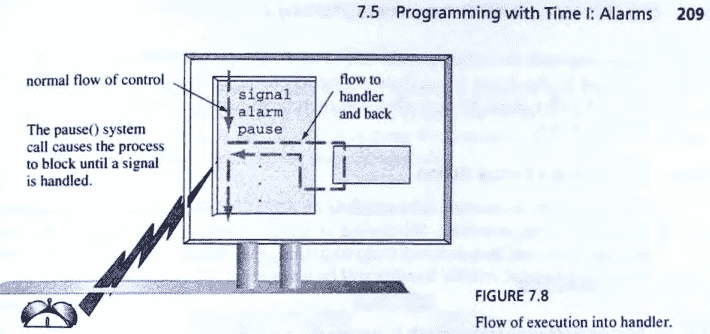 7.5 Programming with Time I: Alarms 209
normal flow of control
The pause() system
call causes the process
to block until a signal
is handled.
signal
alarm
pause
.
.
.
flow to
handler
and back
FIGURE 7.8
Flow of execution into handler.